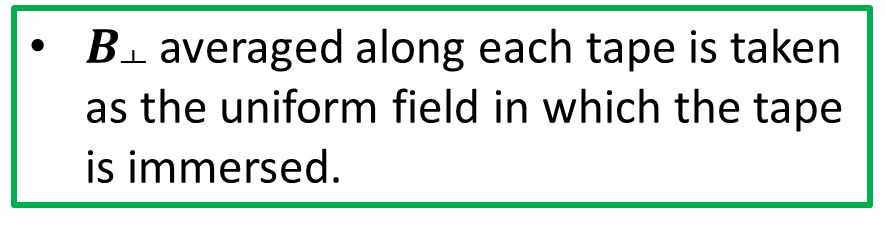 • B⊥ averaged along each tape is taken
as the uniform field in which the tape
is immersed.